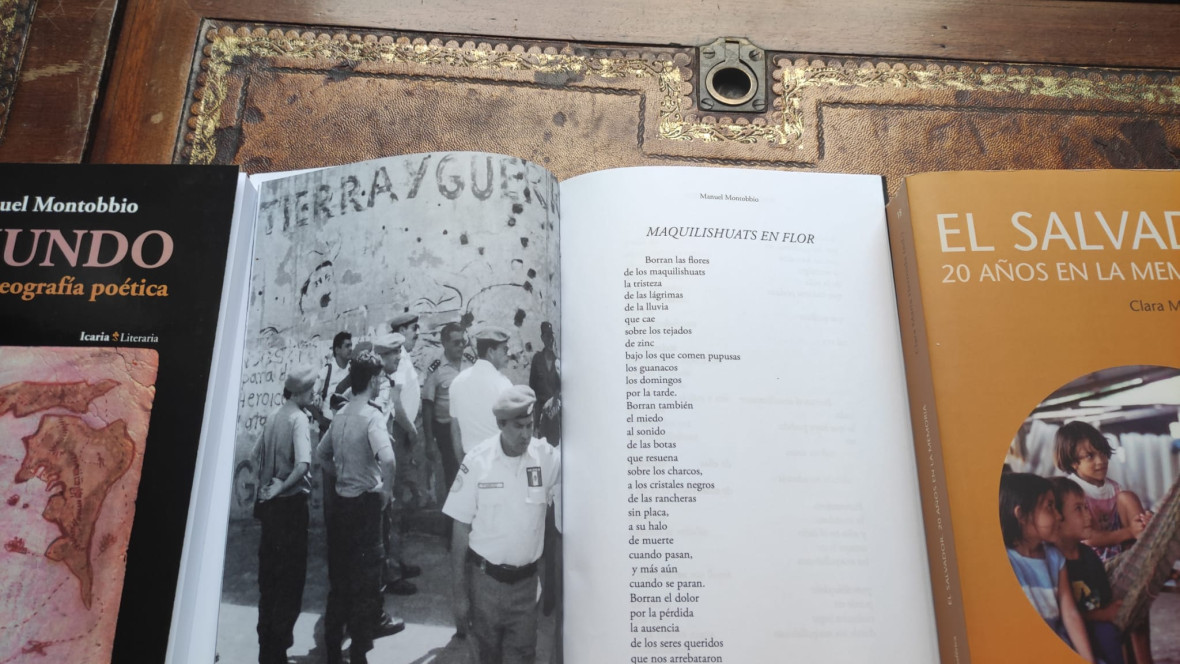 uel Montobbio
UNDO
eografía poética
Icaria Literaria
TIERRA Y GUER
Manuel Montobbio
MAQUILISHUATS EN FLOR
Borran las flores
de los maquilishuats
la tristeza
de las lágrimas
de la lluvia
que cae
sobre los tejados
de zinc
bajo los que comen pupusas
los guanacos
los domingos
por la tarde.
Borran también
el miedo
al sonido
de las botas
que resuena
sobre los charcos,
a los cristales negros
de las rancheras
sin placa,
a su halo
de muerte
cuando pasan,
y más aún
cuando se paran.
Borran el dolor
por la pérdida
la ausencia
de los seres queridos
que nos arrebataron
EL SALVAD
20 AÑOS EN LA MEM
Clara M
EL SALVADOR 20 AÑOS EN LA MEMORIA